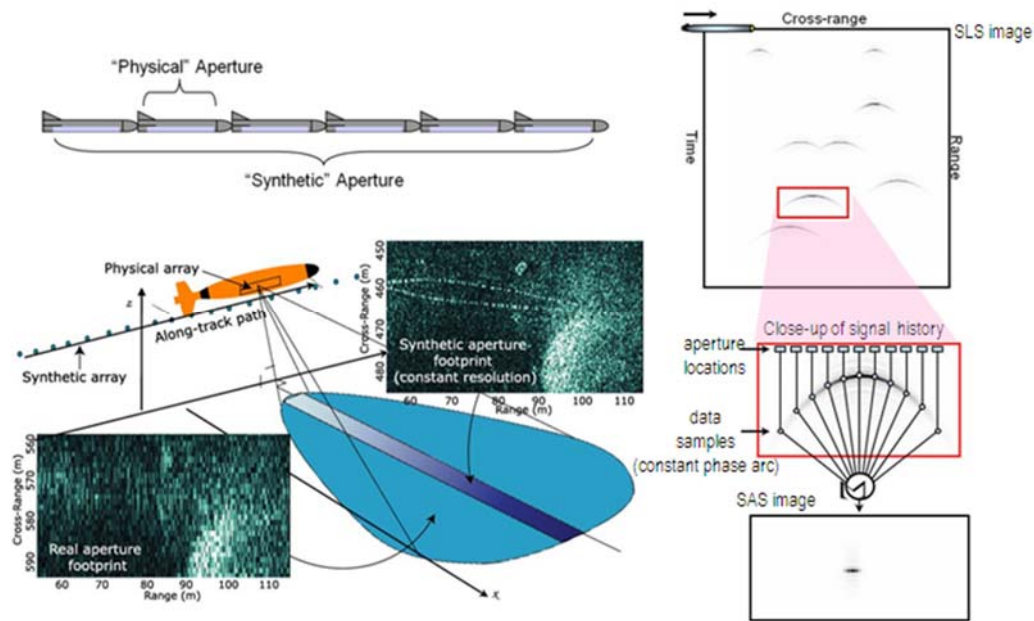 “Physical” Aperture
“Synthetic” Aperture
Physical array
z
Along-track path
Synthetic array
Cross-Range (m)
450
460
470
480
Synthetic aperture
footprint
(constant resolution)
60
70
80
90
100
110
Range (m)
Cross-Range (m)
560
570
580
590
Real aperture
footprint
60
70
80
90
100
110
Range (m)
x
Cross-range
SLS image
Time
Range
Close-up of signal history
aperture
locations
data
samples
(constant phase arc)
SAS image